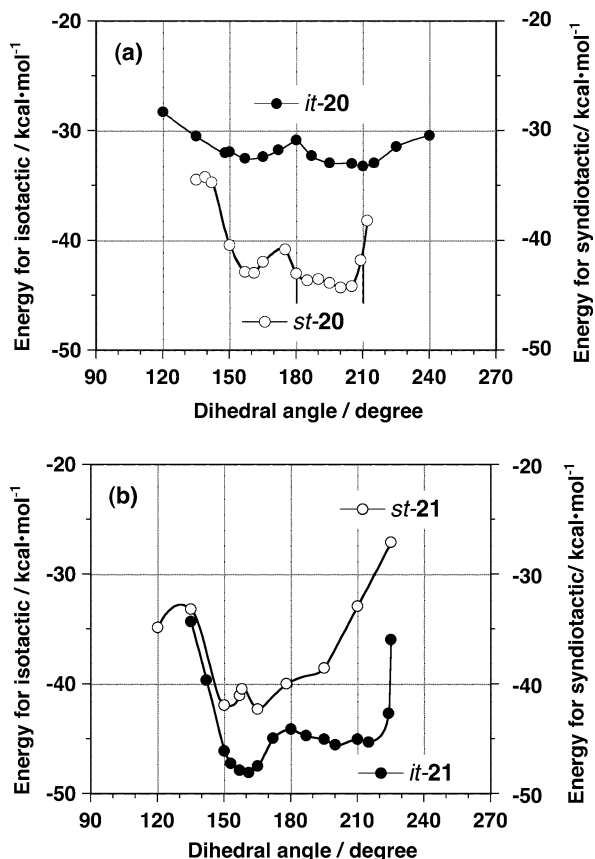 (a)
it-20
st-20
Energy for isotactic / kcal•mol-1
-20
-30
-40
-50
Energy for syndiotactic/ kcal•mol-1
-20
-30
-40
-50
90 120 150 180 210 240 270
Dihedral angle / degree
(b)
st-21
it-21
Energy for isotactic / kcal•mol-1
-20
-30
-40
-50
Energy for syndiotactic/ kcal•mol-1
-20
-30
-40
-50
90 120 150 180 210 240 270
Dihedral angle / degree